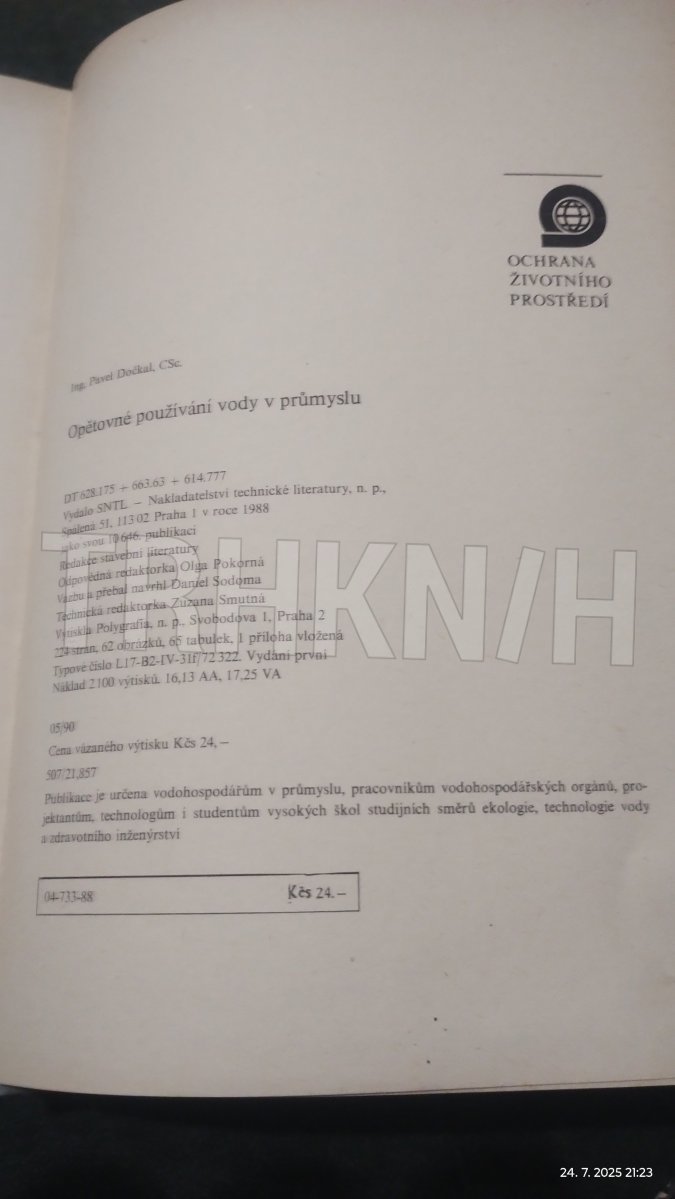 OCHRANA
ŽIVOTNÍHO
PROSTŘEDÍ
Ing. Pavel Dočkal, CSc.
Opětovné používání vody v průmyslu
DT 628.175 + 663.63 + 614.777
Vydalo SNTL – Nakladatelství technické literatury, n. p.,
Spálená 51, 113 02 Praha 1 v roce 1988
jako svou 10 646. publikaci
Redakce stavební literatury
Odpovědná redaktorka Olga Pokorná
Vazbu a přebal navrhl Daniel Sodoma
Technická redaktorka Zuzana Smutná
Vytiskla Polygrafia, n. p., Svobodova 1, Praha 2
224 stran, 62 obrázků, 65 tabulek, 1 příloha vložená
Typové číslo L17-B2-IV-31f/72 322. Vydání první
Náklad 2 100 výtisků. 16,13 AA, 17,25 VA
05/90
Cena vázaného výtisku Kčs 24,–
507/21,857
Publikace je určena vodohospodářům v průmyslu, pracovníkům vodohospodářských orgánů, pro-
jektantům, technologům i studentům vysokých škol studijních směrů ekologie, technologie vody
a zdravotního inženýrství
04-733-88 Kčs 24.–
TRHKNIH
24. 7. 2025 21:23